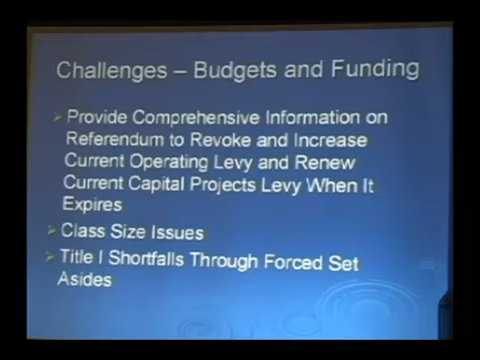 Challenges – Budgets and Funding
Provide Comprehensive Information on
Referendum to Revoke and Increase
Current Operating Levy and Renew
Current Capital Projects Levy When It
Expires
Class Size Issues
Title I Shortfalls Through Forced Set
Asides